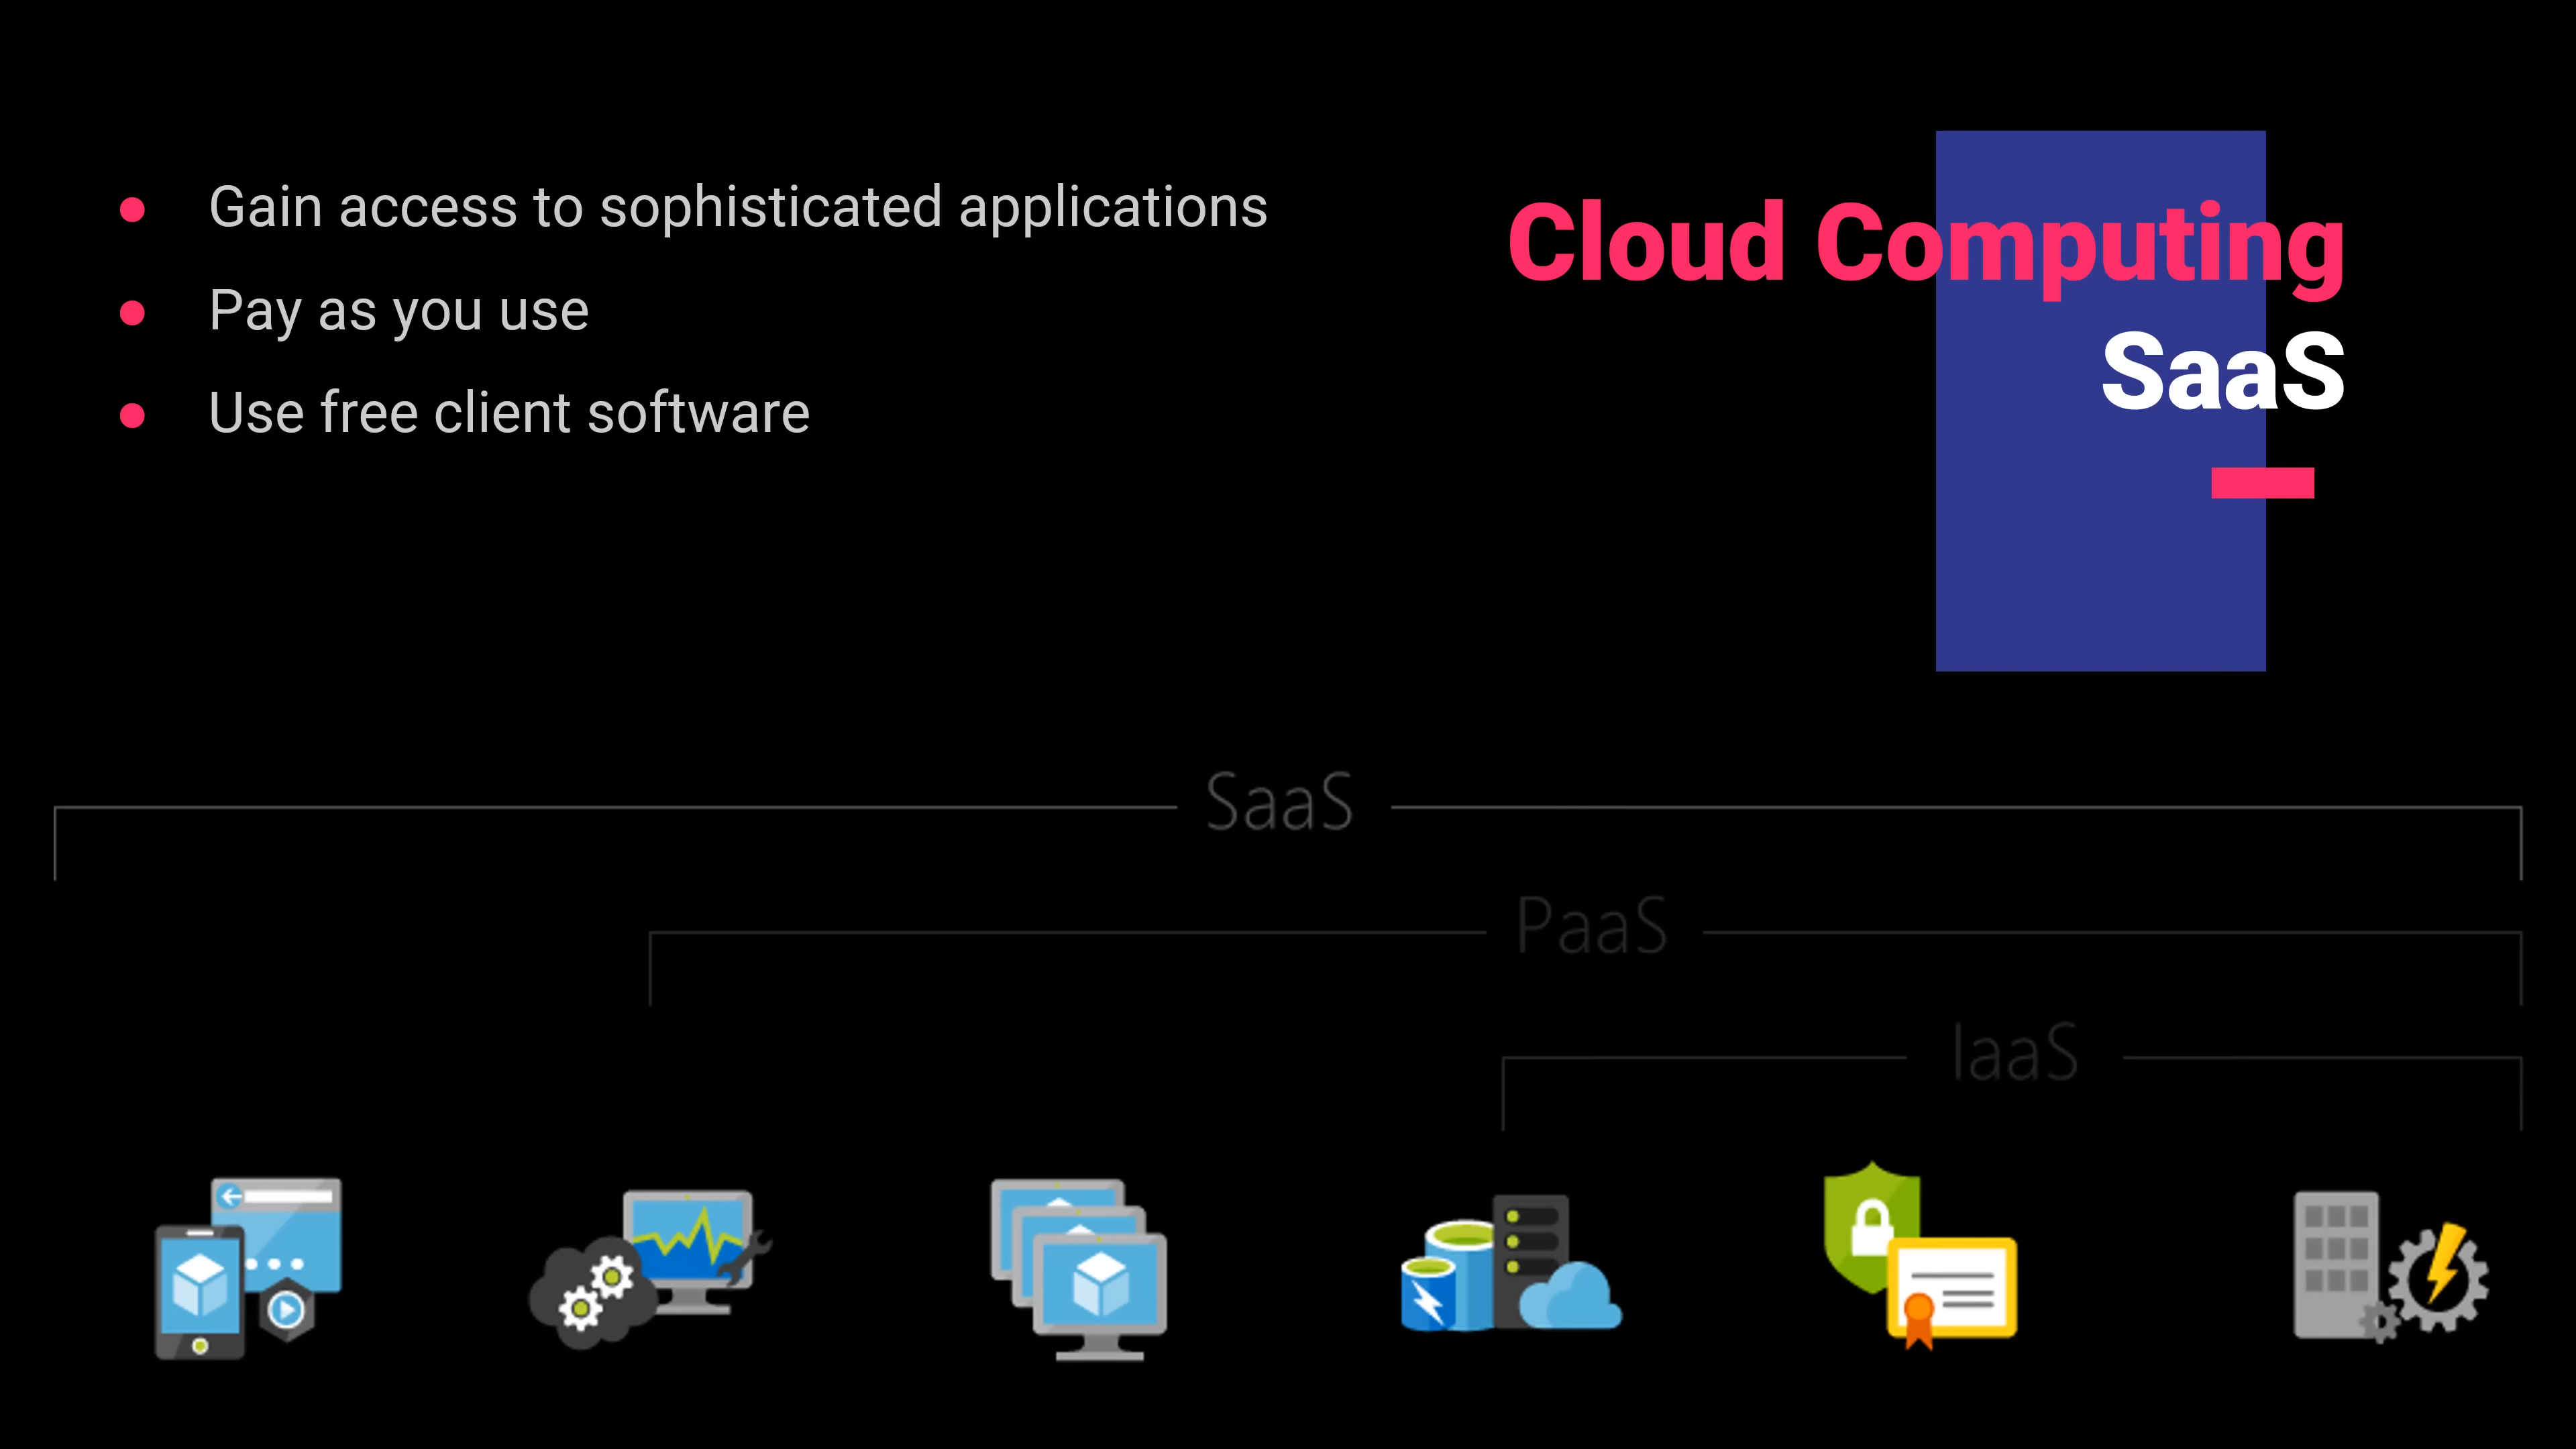 Cloud Computing
SaaS
Gain access to sophisticated applications
Pay as you use
Use free client software
SaaS
PaaS
IaaS